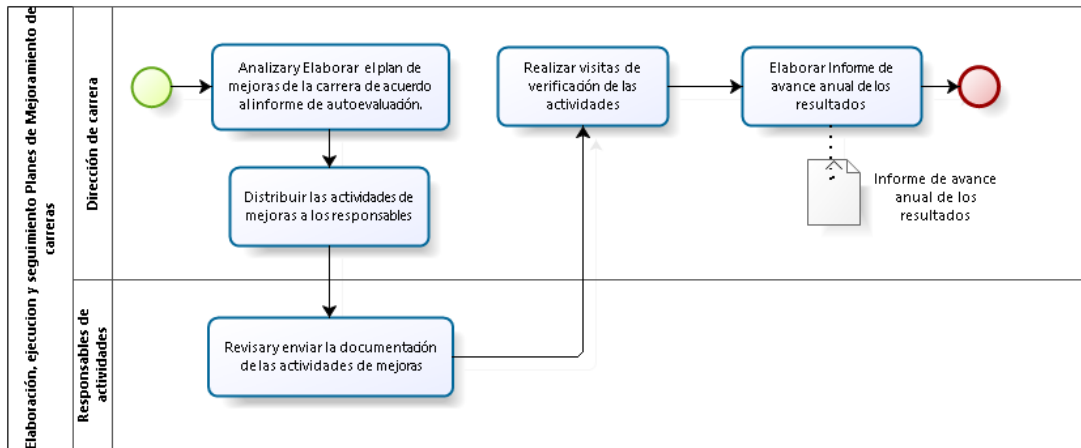 Elaboración, ejecucion y seguimiento Planes de Mejoramiento de
carreras
Dirección de carrera
Analizar y Elaborar el plan de
mejoras de la carrera de acuerdo
al informe de autoevaluación.
Distribuir las actividades de
mejoras a los responsables
Realizar visitas de
verificación de las
actividades
Elaborar Informe de
avance anual de los
resultados
Informe de avance
anual de los
resultados
Responsables de
actividades
Revisar y enviar la documentación
de las actividades de mejoras